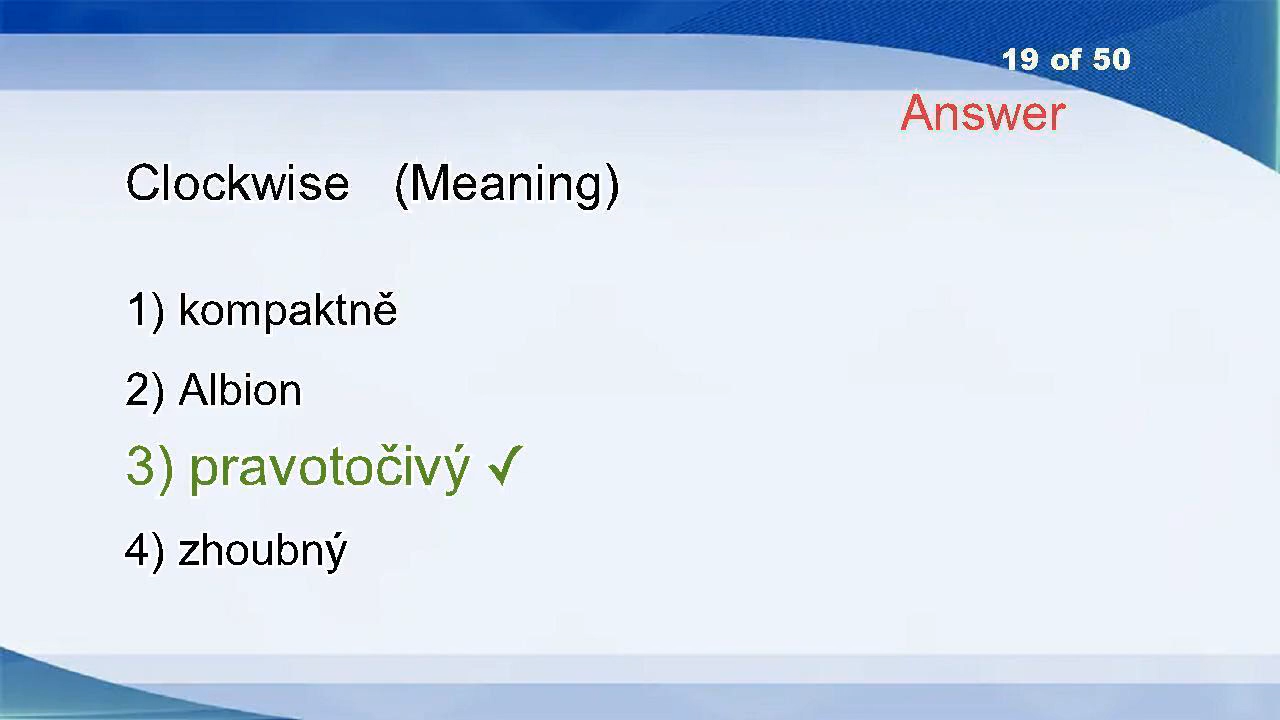 19 of 50
Answer
Clockwise (Meaning)
1) kompaktně
2) Albion
3) pravotočivý ✓
4) zhoubný